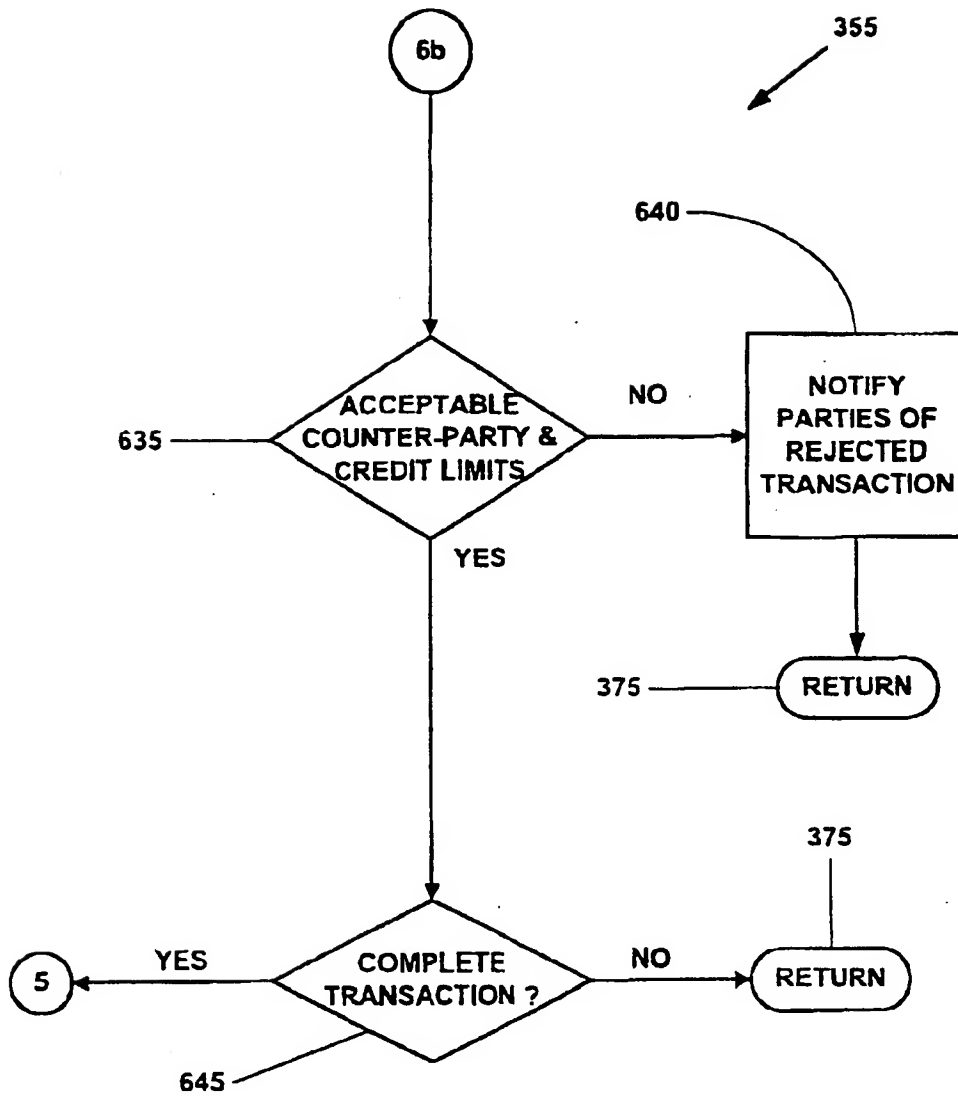 6b
355
640
ACCEPTABLE
COUNTER-PARTY &
CREDIT LIMITS
635
NO
NOTIFY
PARTIES OF
REJECTED
TRANSACTION
YES
375
RETURN
375
5
YES
COMPLETE
TRANSACTION ?
NO
RETURN
645